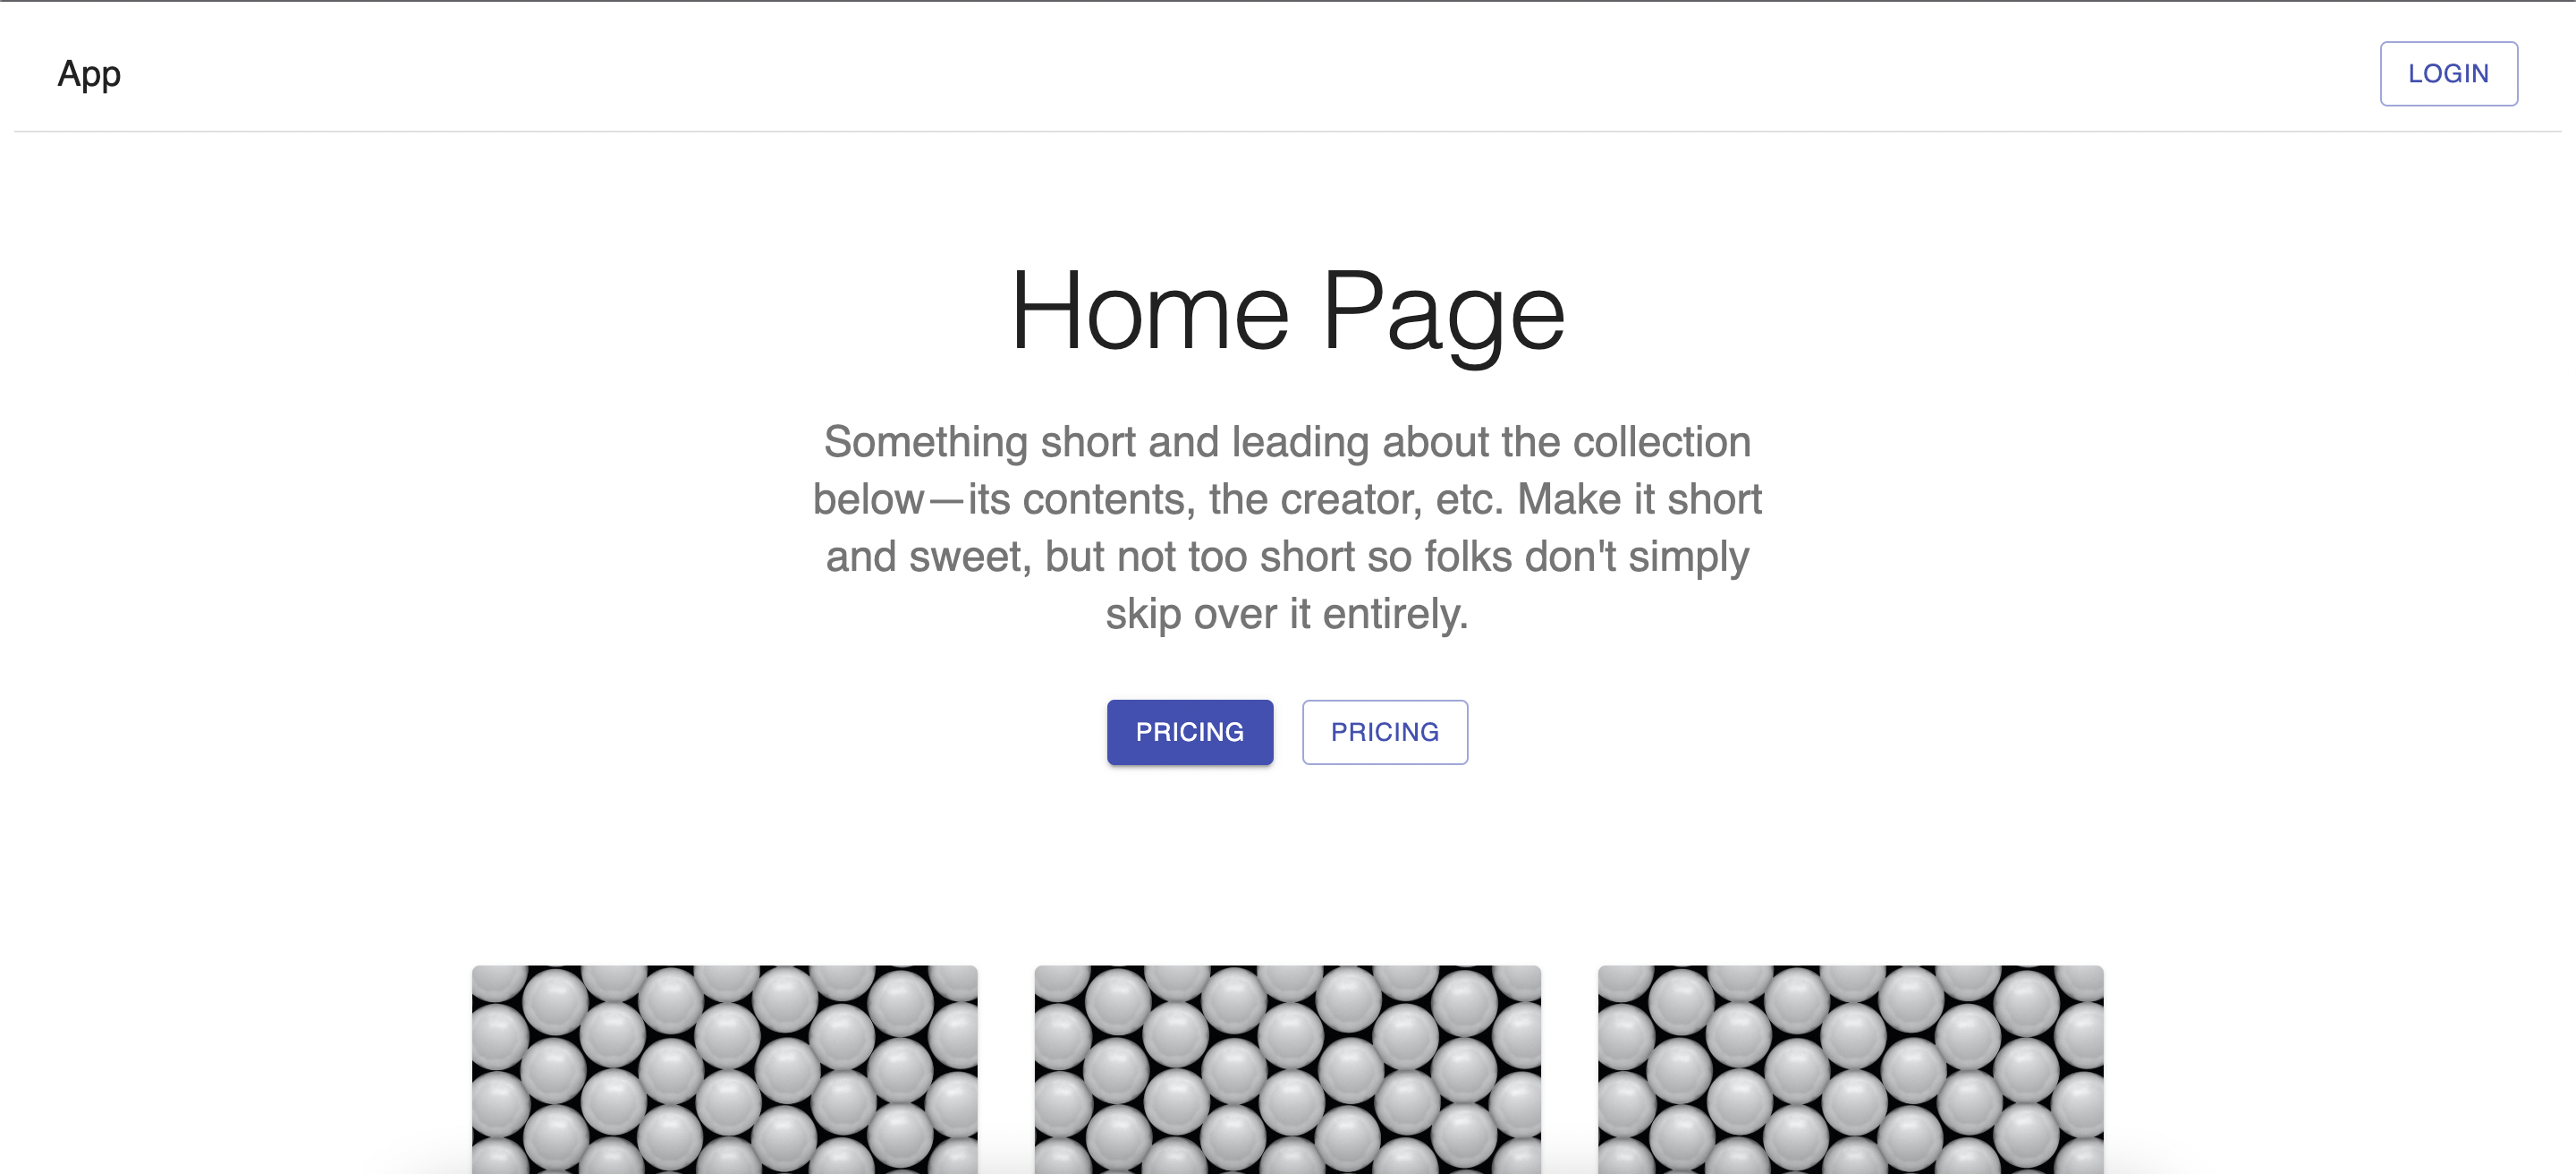 App
LOGIN
Home Page
Something short and leading about the collection
below—its contents, the creator, etc. Make it short
and sweet, but not too short so folks don't simply
skip over it entirely.
PRICING
PRICING